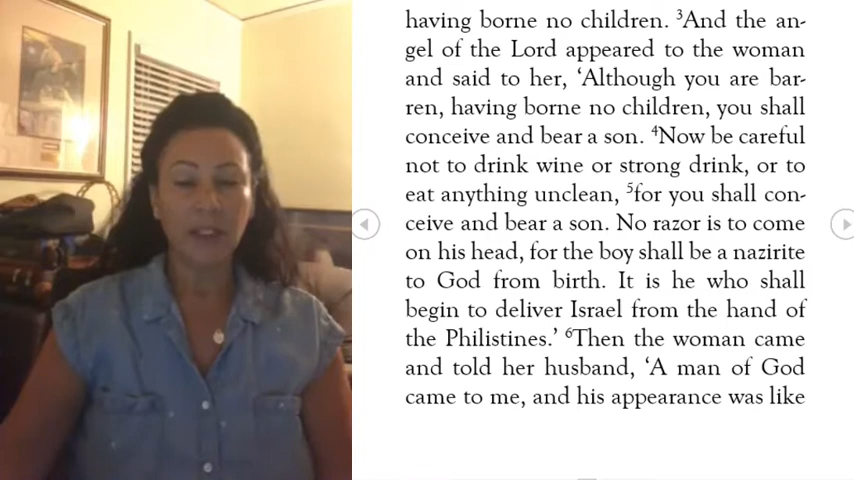 having borne no children. ³And the an-
gel of the Lord appeared to the woman
and said to her, ‘Although you are bar-
ren, having borne no children, you shall
conceive and bear a son. ⁴Now be careful
not to drink wine or strong drink, or to
eat anything unclean, ⁵for you shall con-
ceive and bear a son. No razor is to come
on his head, for the boy shall be a nazirite
to God from birth. It is he who shall
begin to deliver Israel from the hand of
the Philistines.’ ⁶Then the woman came
and told her husband, ‘A man of God
came to me, and his appearance was like